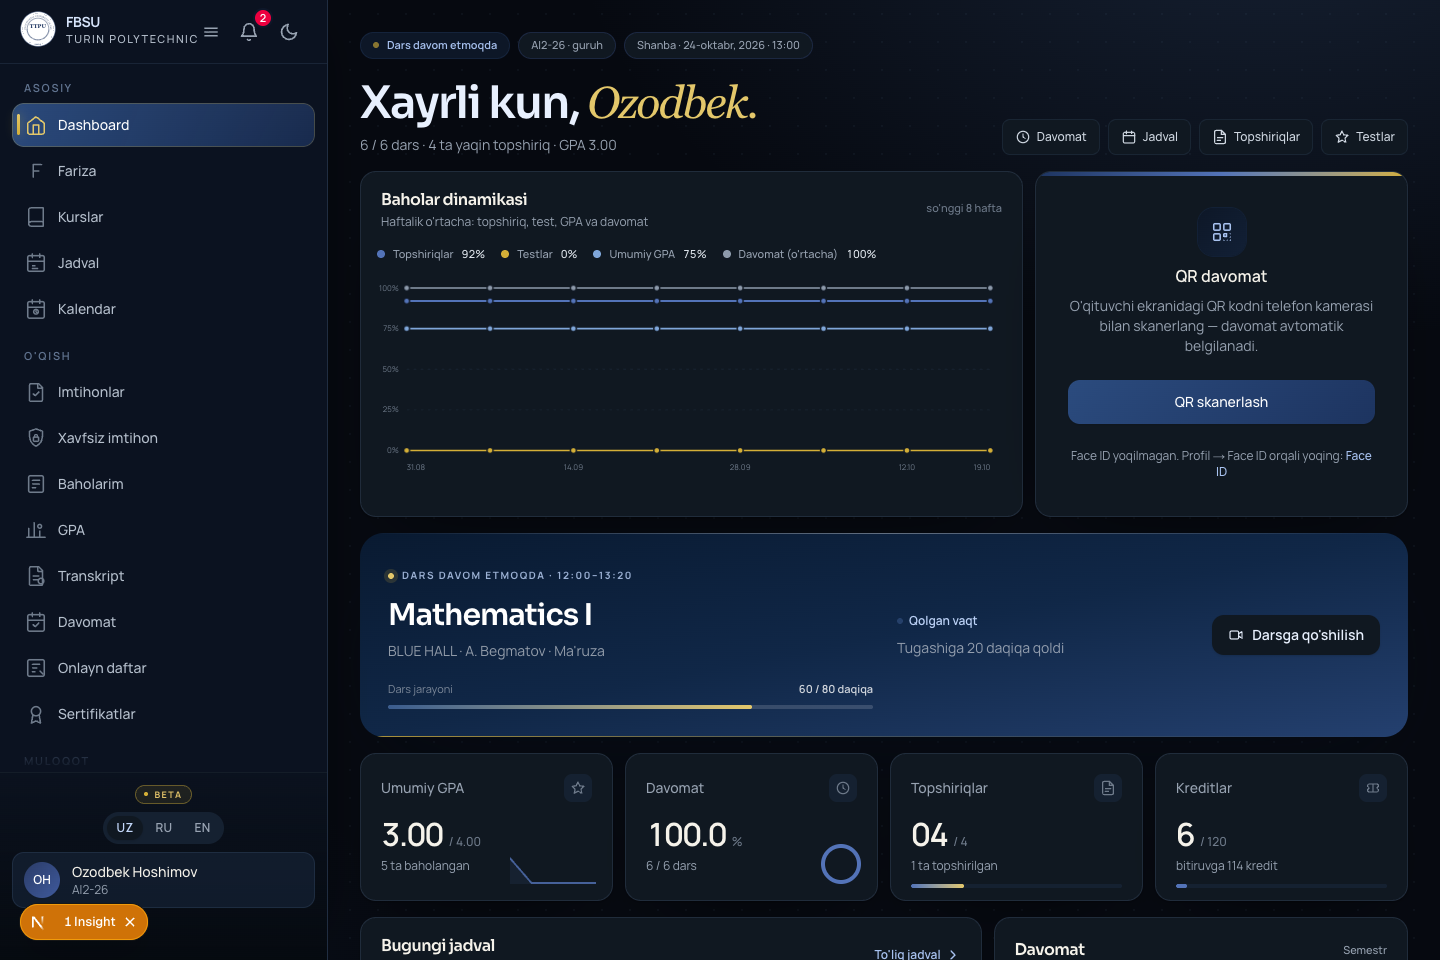 TTPU
FBSU
TURIN POLYTECHNIC
2
ASOSIY
Dashboard
Fariza
Kurslar
Jadval
Kalendar
O'QISH
Imtihonlar
Xavfsiz imtihon
Baholarim
GPA
Transkript
Davomat
Onlayn daftar
Sertifikatlar
MULOQOT
BETA
UZ RU EN
OH
Ozodbek Hoshimov
AI2-26
1 Insight
Dars davom etmoqda
AI2-26 · guruh
Shanba · 24-oktabr, 2026 · 13:00
Xayrli kun, Ozodbek.
6 / 6 dars · 4 ta yaqin topshiriq · GPA 3.00
Davomat
Jadval
Topshiriqlar
Testlar
Baholar dinamikasi
Haftalik o'rtacha: topshiriq, test, GPA va davomat
so'nggi 8 hafta
Topshiriqlar 92% Testlar 0% Umumiy GPA 75% Davomat (o'rtacha) 100%
100%
75%
50%
25%
0%
31.08 14.09 28.09 12.10 19.10
QR davomat
O'qituvchi ekranidagi QR kodni telefon kamerasi
bilan skanerlang — davomat avtomatik
belgilanadi.
QR skanerlash
Face ID yoqilmagan. Profil → Face ID orqali yoqing: Face
ID
DARS DAVOM ETMOQDA · 12:00–13:20
Mathematics I
BLUE HALL · A. Begmatov · Ma'ruza
Dars jarayoni 60 / 80 daqiqa
Qolgan vaqt
Tugashiga 20 daqiqa qoldi
Darsga qo'shilish
Umumiy GPA
3.00 / 4.00
5 ta baholangan
Davomat
100.0 %
6 / 6 dars
Topshiriqlar
04 / 4
1 ta topshirilgan
Kreditlar
6 / 120
bitiruvga 114 kredit
Bugungi jadval
To'liq jadval
Davomat
Semestr